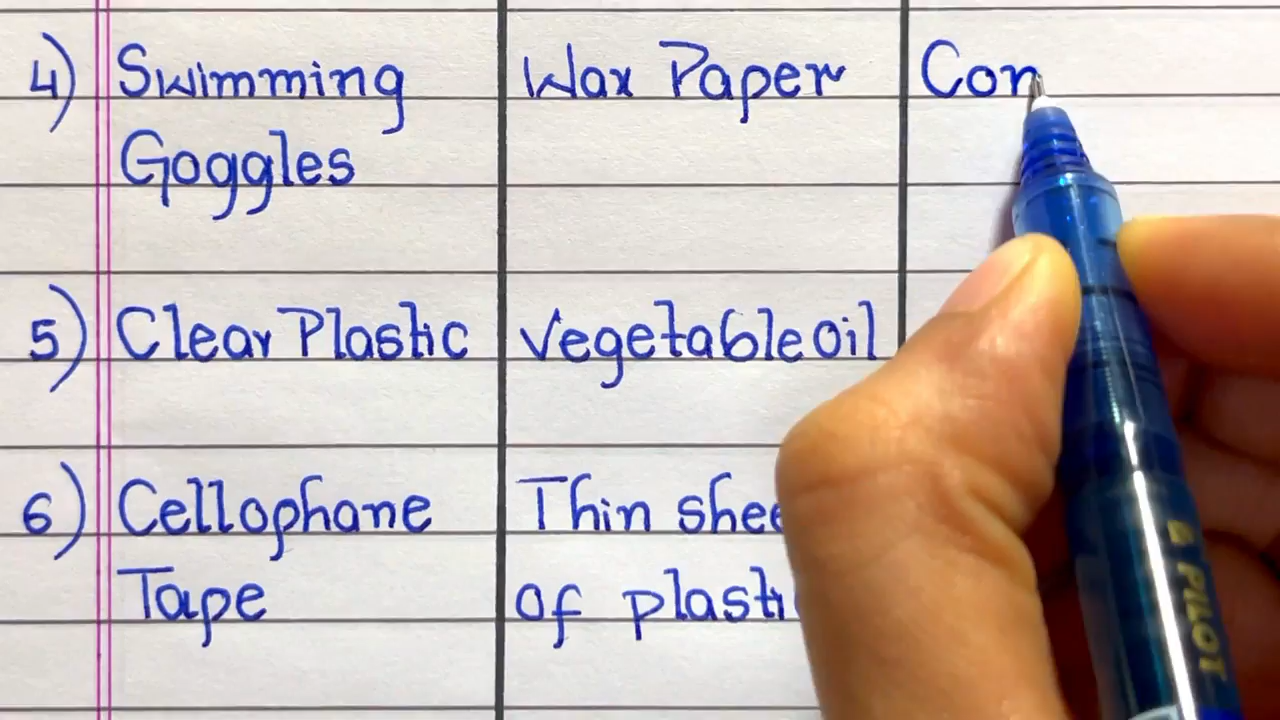 4) Swimming Wax Paper Con
Goggles
5) Clear Plastic Vegetable oil
6) Cellophane Thin shee
Tape of plasti
PILOT